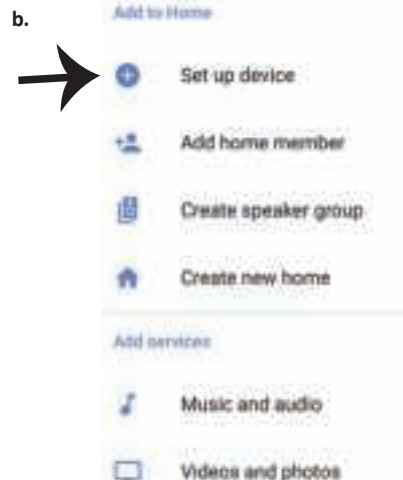 b.
Add to Home
Set up device
Add home member
Create speaker group
Create new home
Add services
Music and audio
Videos and photos